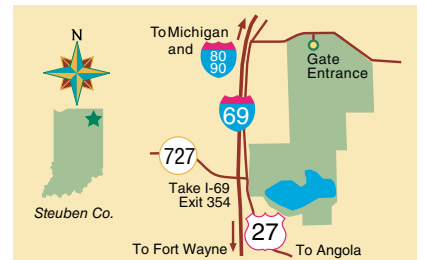 N
To Michigan
and
80
90
Gate
Entrance
69
727
Take I-69
Exit 354
Steuben Co.
27
To Fort Wayne
To Angola